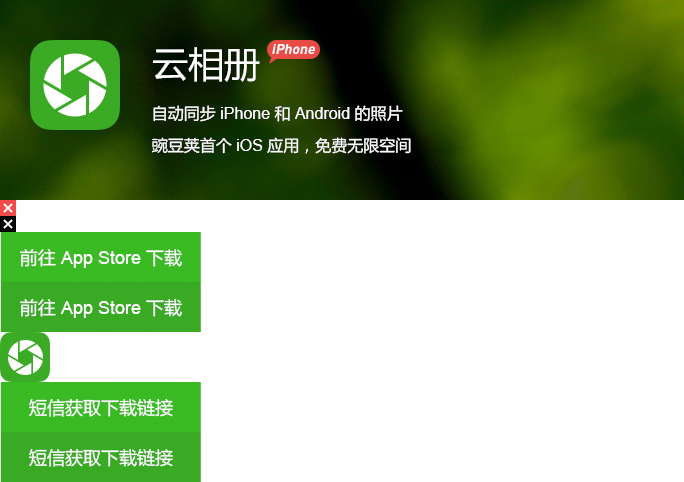 云相册
iPhone
自动同步 iPhone 和 Android 的照片
豌豆荚首个 iOS 应用，免费无限空间
前往 App Store 下载
前往 App Store 下载
短信获取下载链接
短信获取下载链接